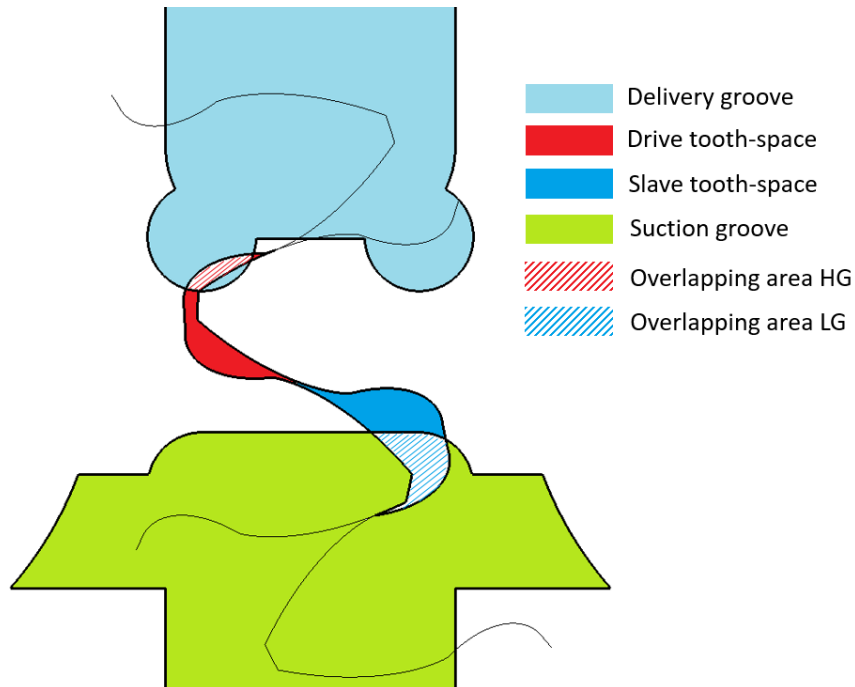 Delivery groove
Drive tooth-space
Slave tooth-space
Suction groove
Overlapping area HG
Overlapping area LG